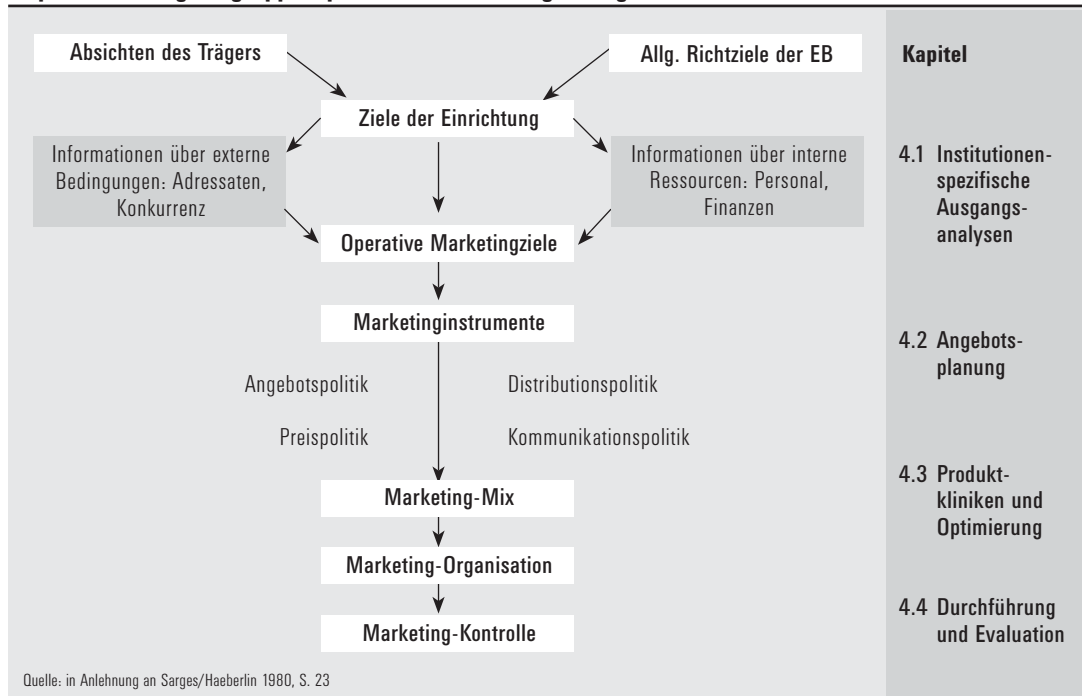 Absichten des Trägers
Allg. Richtziele der EB
Kapitel
Ziele der Einrichtung
Informationen über externe
Bedingungen: Adressaten,
Konkurrenz
Informationen über interne
Ressourcen: Personal,
Finanzen
4.1 Institutionen-
spezifische
Ausgangs-
analysen
Operative Marketingziele
Marketinginstrumente
4.2 Angebots-
planung
Angebotspolitik
Distributionspolitik
Preispolitik
Kommunikationspolitik
4.3 Produkt-
kliniken und
Optimierung
Marketing-Mix
Marketing-Organisation
4.4 Durchführung
und Evaluation
Marketing-Kontrolle
Quelle: in Anlehnung an Sarges/Haeberlin 1980, S. 23